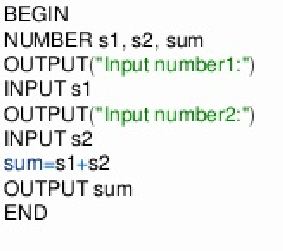 BEGIN
NUMBER s1, s2, sum
OUTPUT("Input number1:")
INPUT s1
OUTPUT("Input number2:")
INPUT s2
sum=s1+s2
OUTPUT sum
END